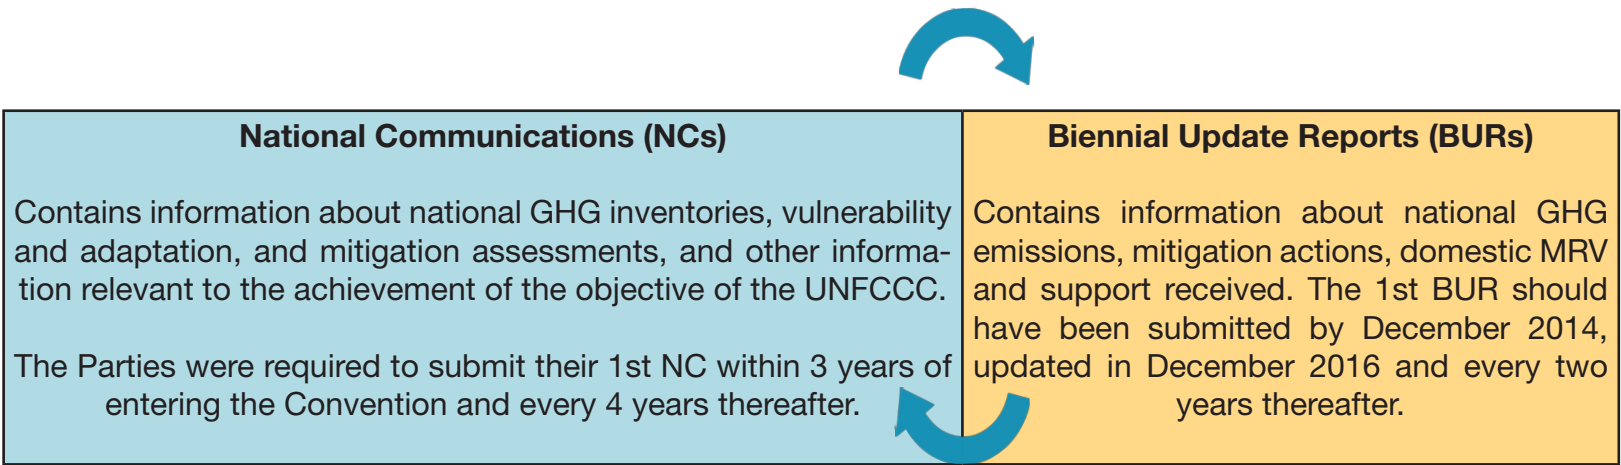 National Communications (NCs)
Contains information about national GHG inventories, vulnerability
and adaptation, and mitigation assessments, and other informa-
tion relevant to the achievement of the objective of the UNFCCC.
The Parties were required to submit their 1st NC within 3 years of
entering the Convention and every 4 years thereafter.
Biennial Update Reports (BURs)
Contains information about national GHG
emissions, mitigation actions, domestic MRV
and support received. The 1st BUR should
have been submitted by December 2014,
updated in December 2016 and every two
years thereafter.